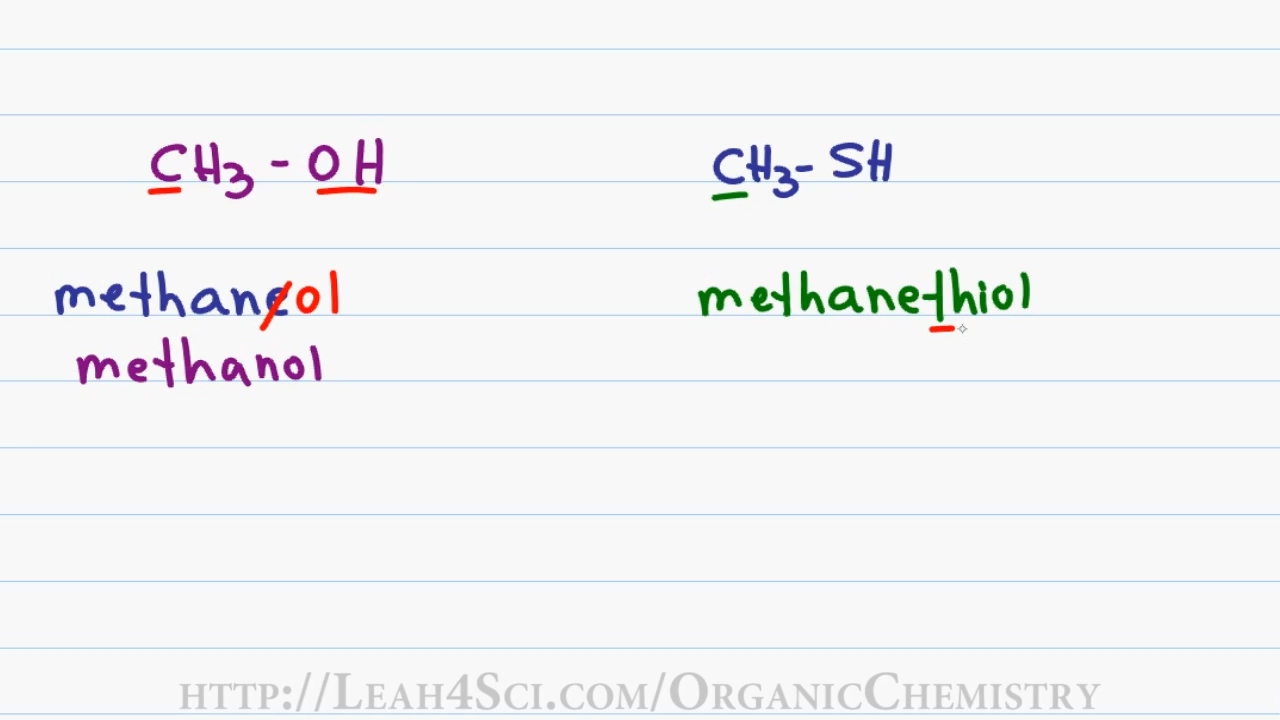 CH₃ - OH
CH₃ - SH
methaneol
methanethiol
methanol
HTTP://LEAH4SCI.COM/ORGANICCHEMISTRY